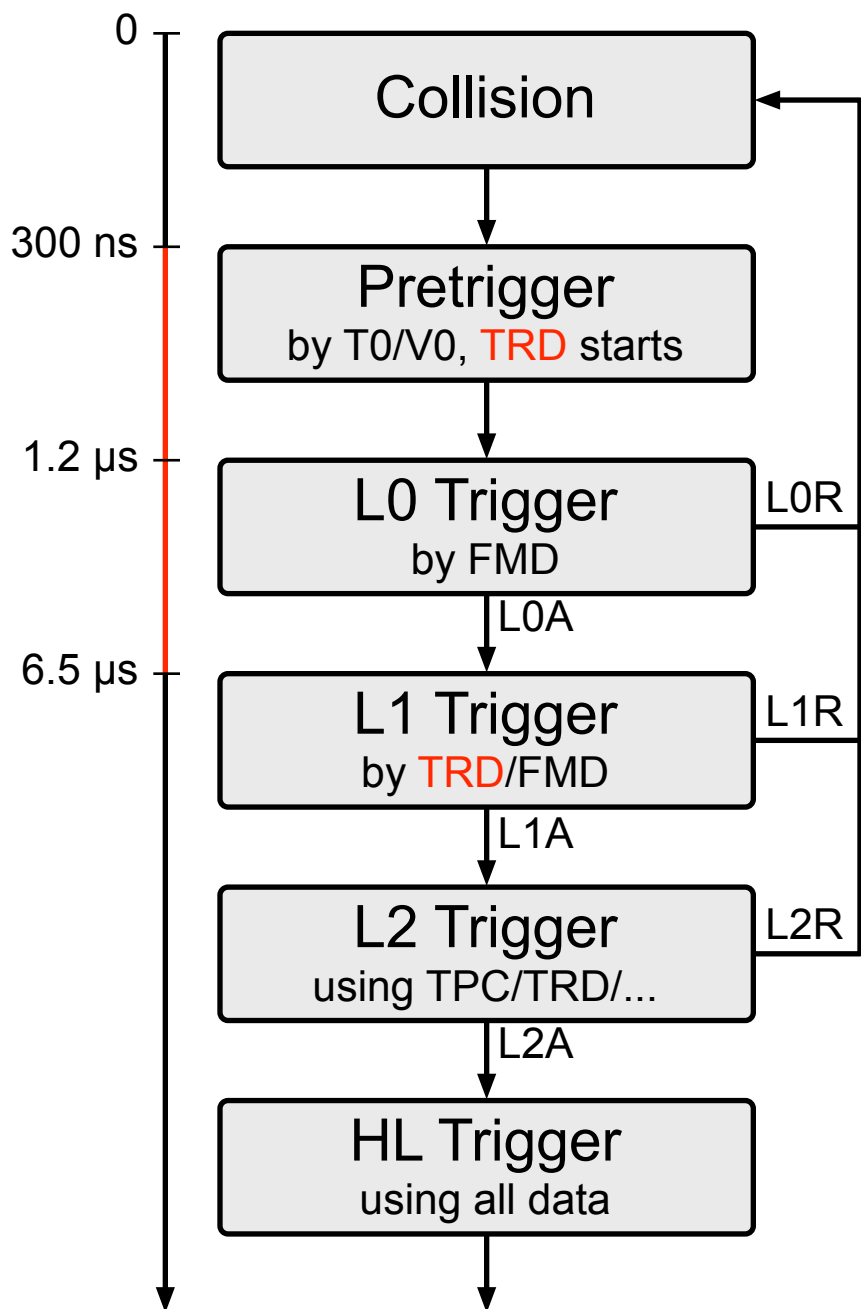 0
Collision
300 ns
Pretrigger
by T0/V0, TRD starts
1.2 µs
L0 Trigger
by FMD
L0R
L0A
6.5 µs
L1 Trigger
by TRD/FMD
L1R
L1A
L2 Trigger
using TPC/TRD/...
L2R
L2A
HL Trigger
using all data